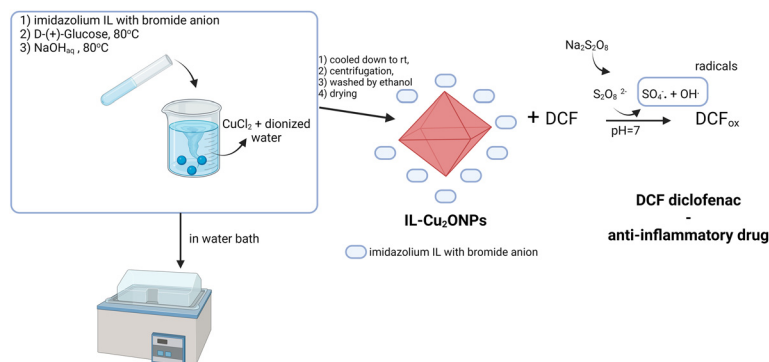 1) imidazolium IL with bromide anion
2) D-(+)-Glucose, 80°C
3) NaOHaq , 80°C
CuCl2 + dionized
water
1) cooled down to rt,
2) centrifugation,
3) washed by ethanol
4) drying
in water bath
IL-Cu2ONPs
imidazolium IL with bromide anion
+ DCF
Na2S2O8
S2O8 2-
radicals
SO4-. + OH·
pH=7
DCFox
DCF diclofenac
-
anti-inflammatory drug